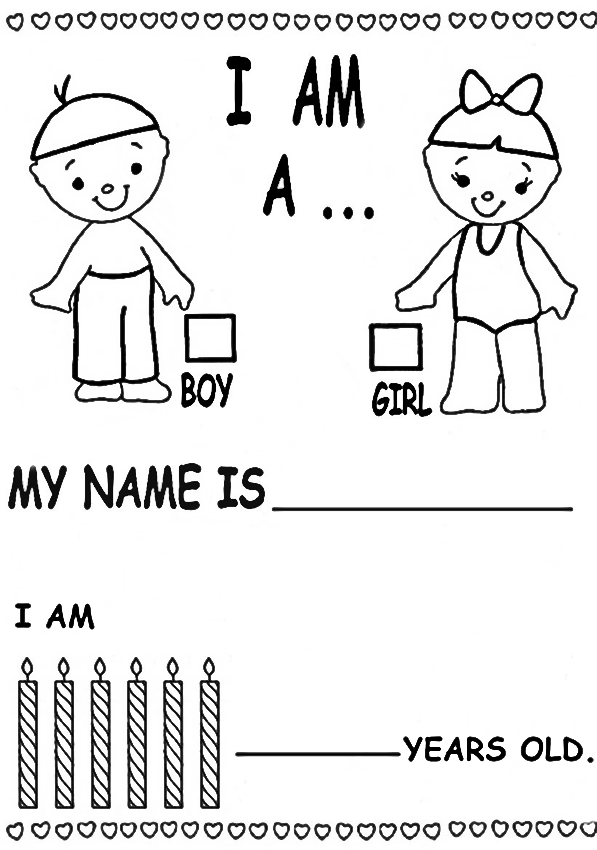 I AM
A ...
BOY
GIRL
MY NAME IS
I AM
YEARS OLD.